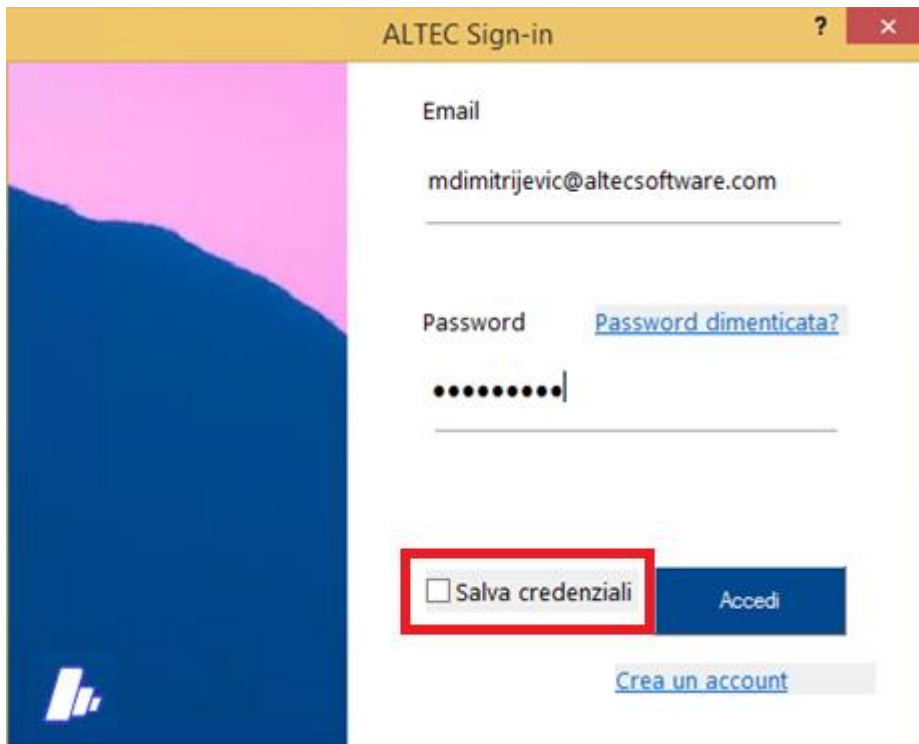 ALTEC Sign-in
?
Email
mdimitrijevic@altecsoftware.com
Password Password dimenticata?
•••••••••
Salva credenziali Accedi
Crea un account